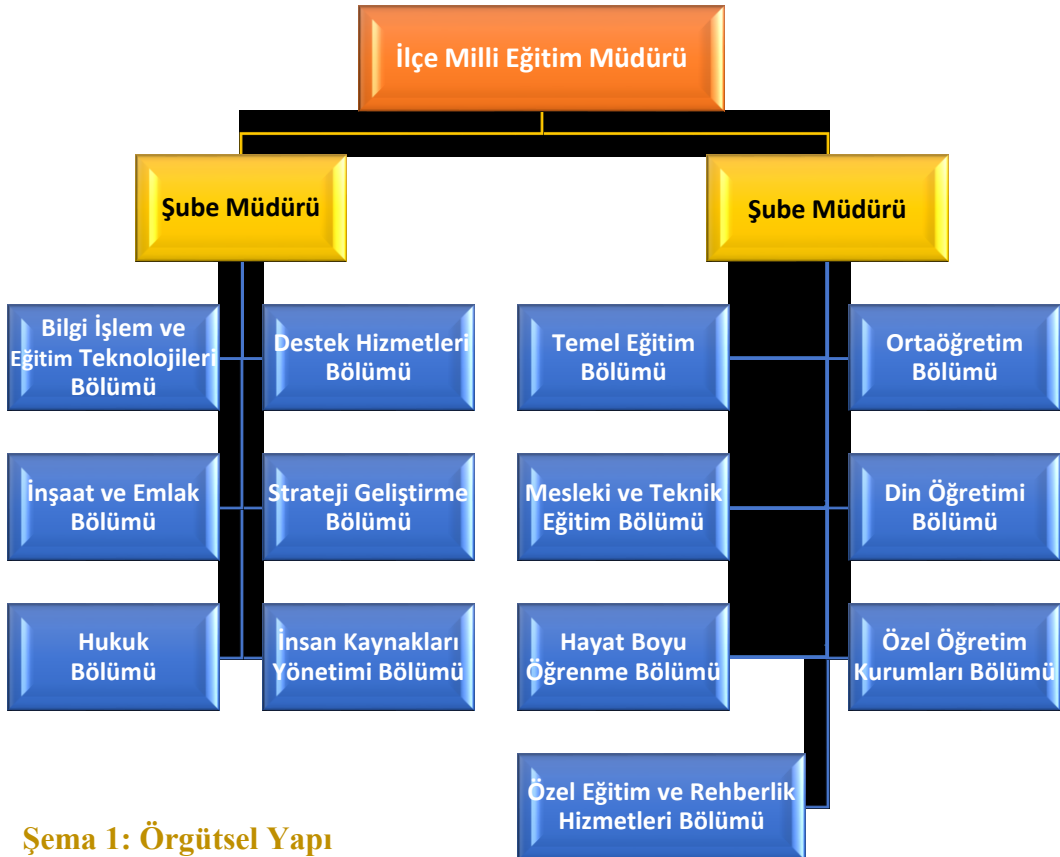 İlçe Milli Eğitim Müdürü
Şube Müdürü
Şube Müdürü
Bilgi İşlem ve
Eğitim Teknolojileri
Bölümü
Destek Hizmetleri
Bölümü
Temel Eğitim
Bölümü
Ortaöğretim
Bölümü
İnşaat ve Emlak
Bölümü
Strateji Geliştirme
Bölümü
Mesleki ve Teknik
Eğitim Bölümü
Din Öğretimi
Bölümü
Hukuk
Bölümü
İnsan Kaynakları
Yönetimi Bölümü
Hayat Boyu
Öğrenme Bölümü
Özel Öğretim
Kurumları Bölümü
Özel Eğitim ve Rehberlik
Hizmetleri Bölümü
Şema 1: Örgütsel Yapı